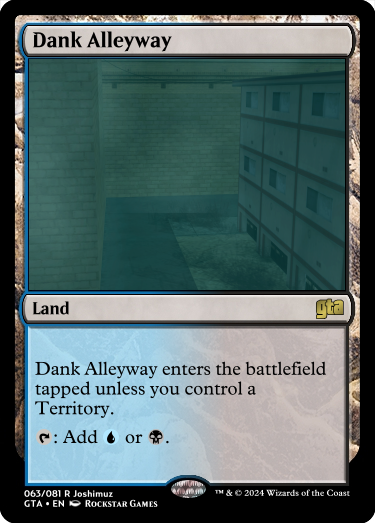 Dank Alleyway
Land
gta
Dank Alleyway enters the battlefield
tapped unless you control a
Territory.
: Add or .
063/081 R Joshimuz
GTA • EN Rockstar Games
™ & © 2024 Wizards of the Coast